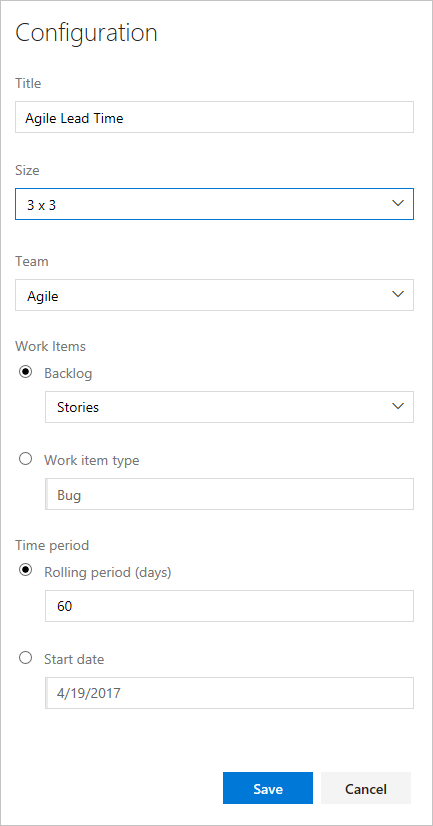 Configuration
Title
Agile Lead Time
Size
3 x 3
Team
Agile
Work Items
Backlog
Stories
Work item type
Bug
Time period
Rolling period (days)
60
Start date
4/19/2017
Save Cancel